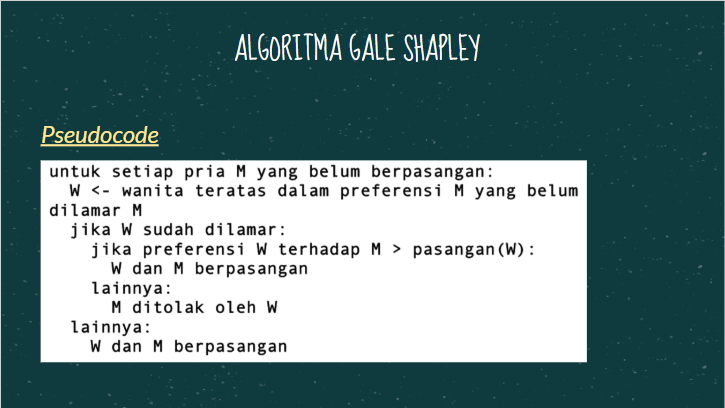 ALGORITMA GALE SHAPLEY
Pseudocode
untuk setiap pria M yang belum berpasangan:
W <- wanita teratas dalam preferensi M yang belum
dilamar M
jika W sudah dilamar:
jika preferensi W terhadap M > pasangan(W):
W dan M berpasangan
lainnya:
M ditolak oleh W
lainnya:
W dan M berpasangan